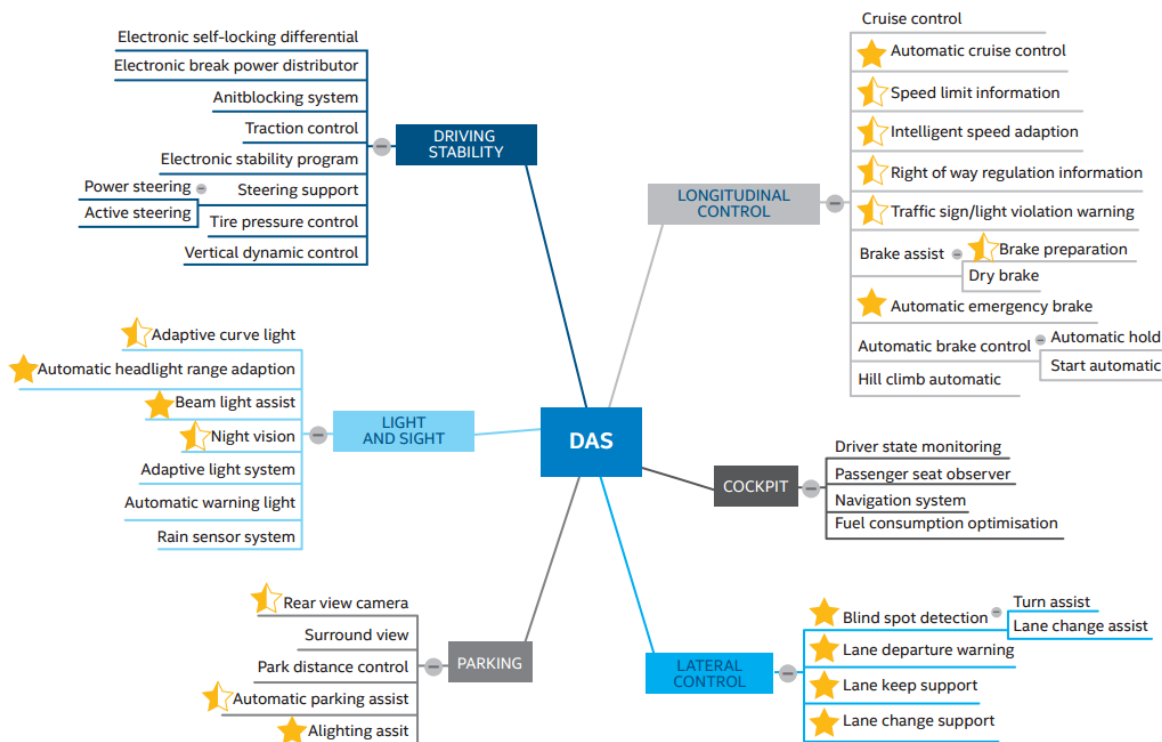 Electronic self-locking differential
Electronic break power distributor
Anitblocking system
Traction control
Electronic stability program
Steering support
Power steering
Active steering
Tire pressure control
Vertical dynamic control
DRIVING
STABILITY
Cruise control
Automatic cruise control
Speed limit information
Intelligent speed adaption
Right of way regulation information
Traffic sign/light violation warning
Brake assist
Brake preparation
Dry brake
Automatic emergency brake
Automatic brake control
Automatic hold
Start automatic
Hill climb automatic
LONGITUDINAL
CONTROL
Adaptive curve light
Automatic headlight range adaption
Beam light assist
Night vision
Adaptive light system
Automatic warning light
Rain sensor system
LIGHT
AND SIGHT
DAS
COCKPIT
Driver state monitoring
Passenger seat observer
Navigation system
Fuel consumption optimisation
Rear view camera
Surround view
Park distance control
Automatic parking assist
Alighting assit
PARKING
LATERAL
CONTROL
Blind spot detection
Turn assist
Lane change assist
Lane departure warning
Lane keep support
Lane change support